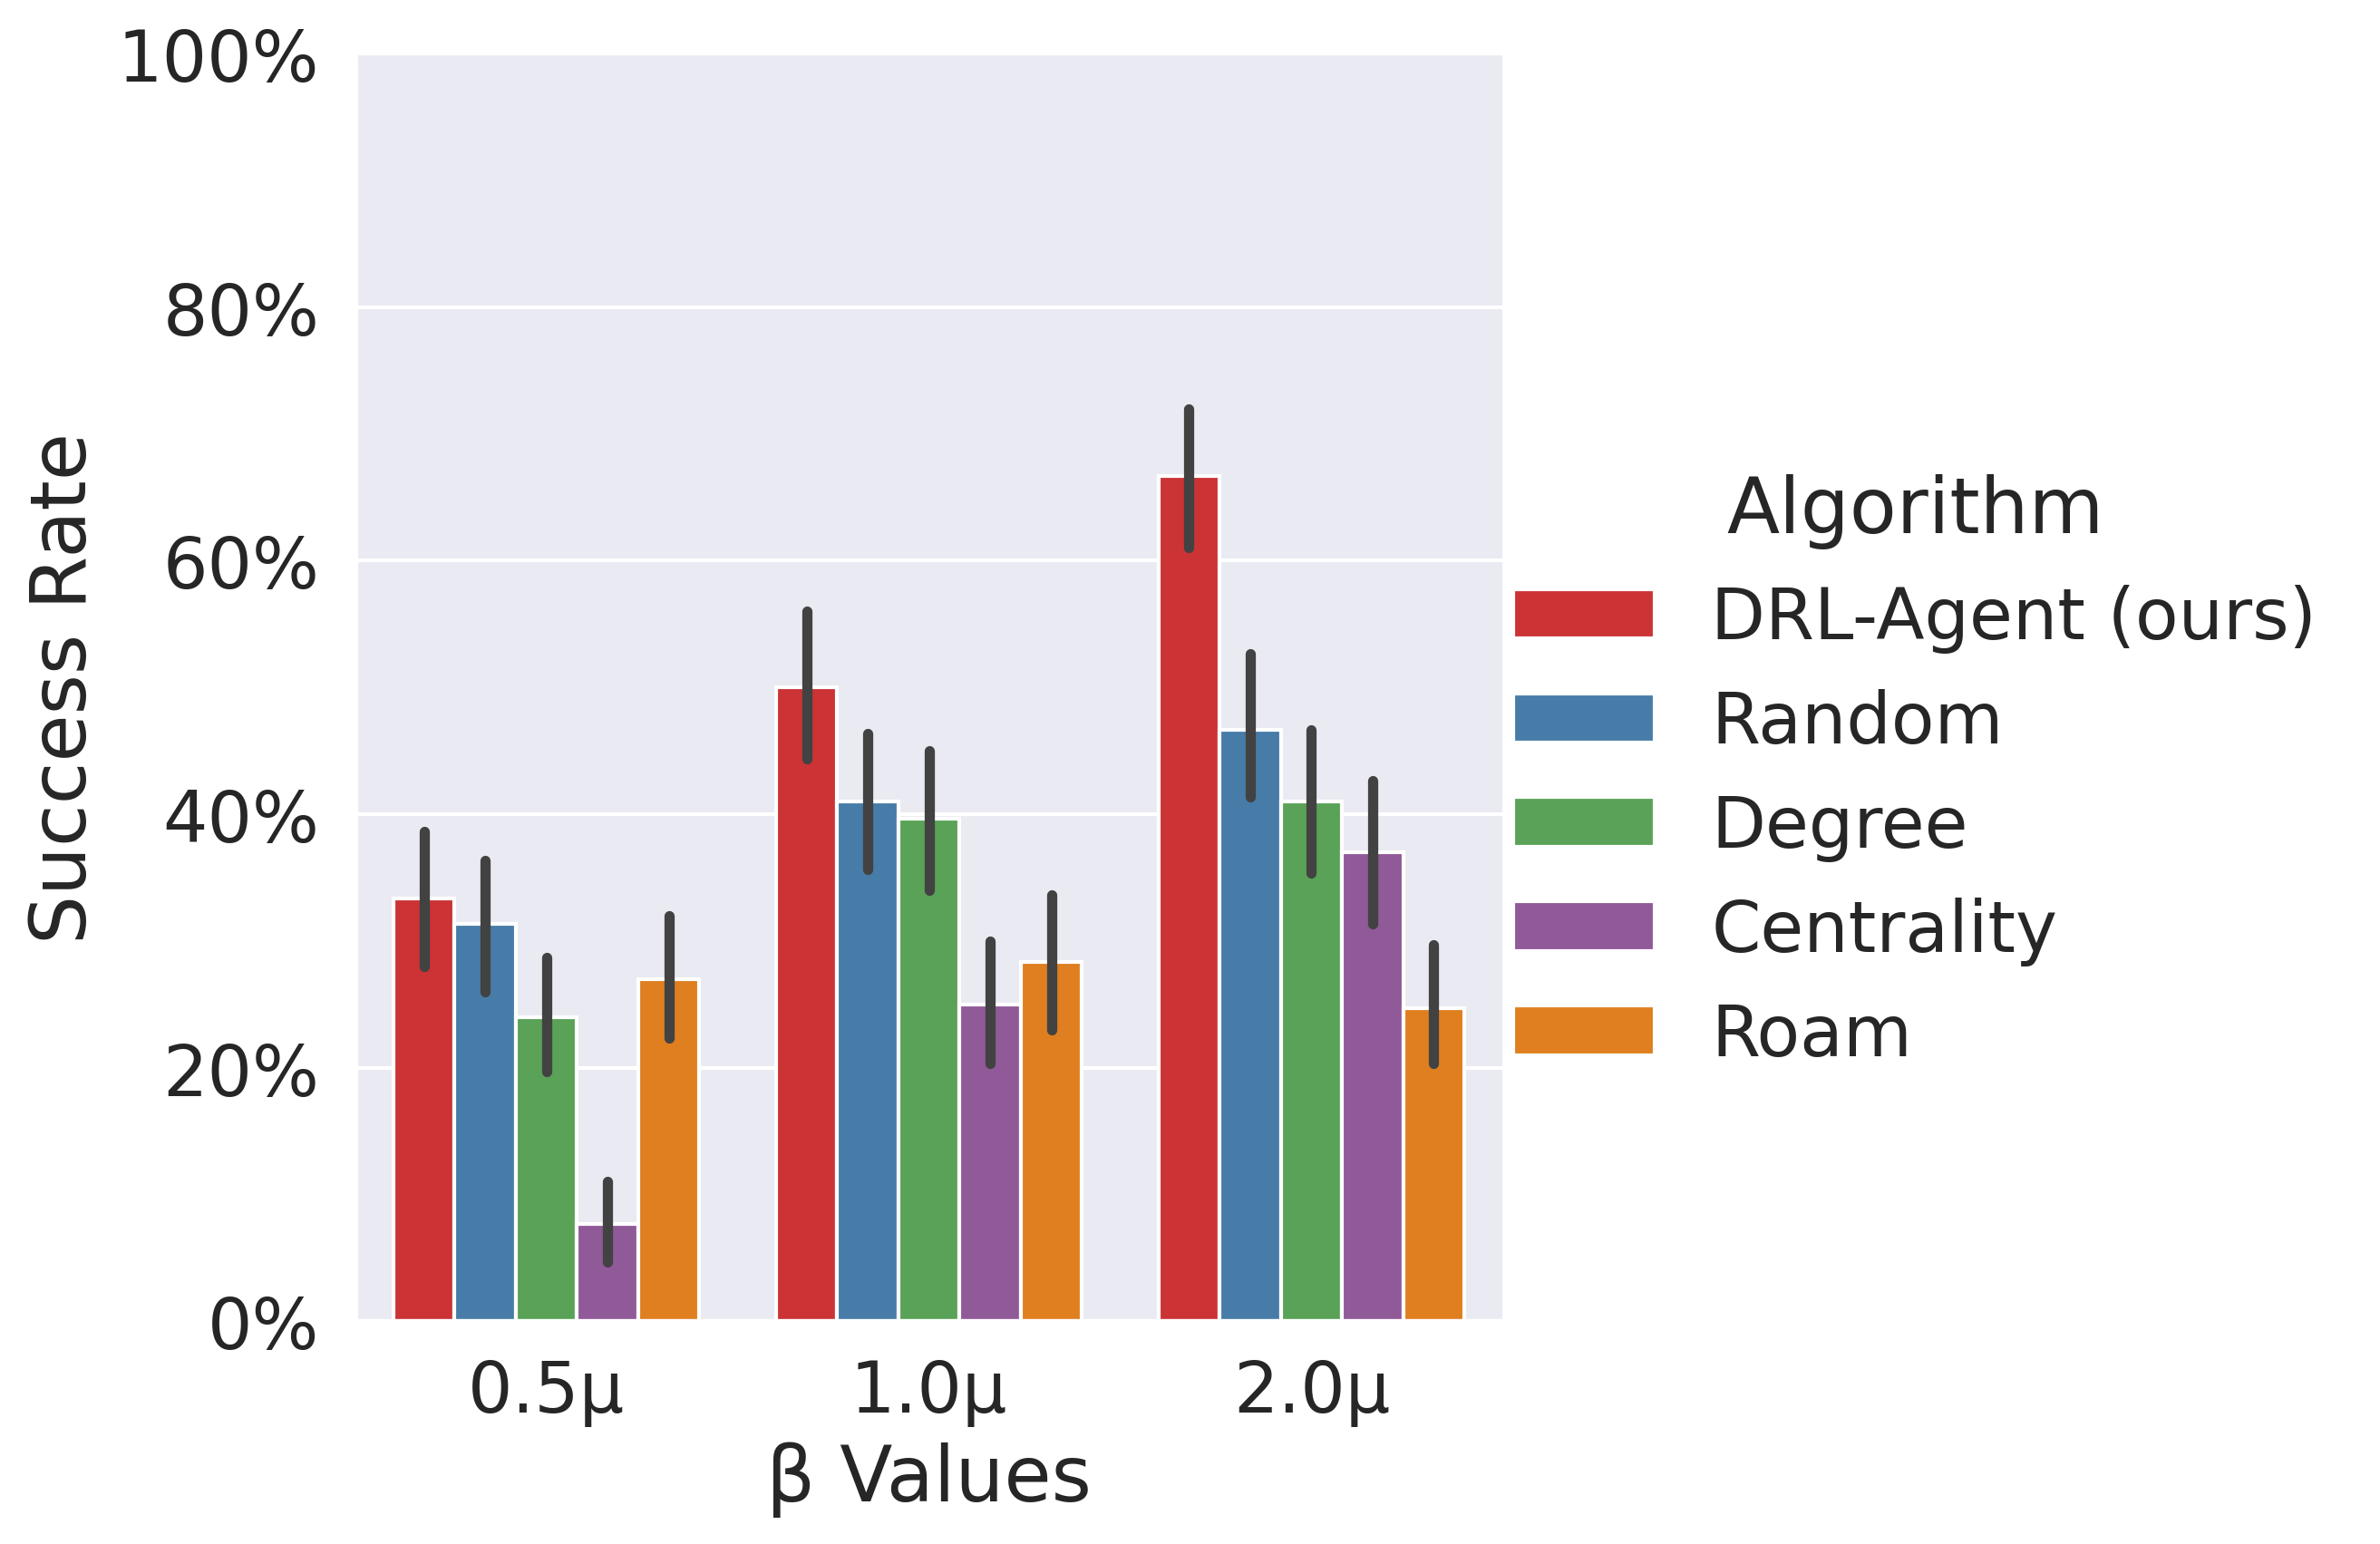 100%
80%
60%
40%
20%
0%
Success Rate
0.5µ 1.0µ 2.0µ
β Values
Algorithm
DRL-Agent (ours)
Random
Degree
Centrality
Roam